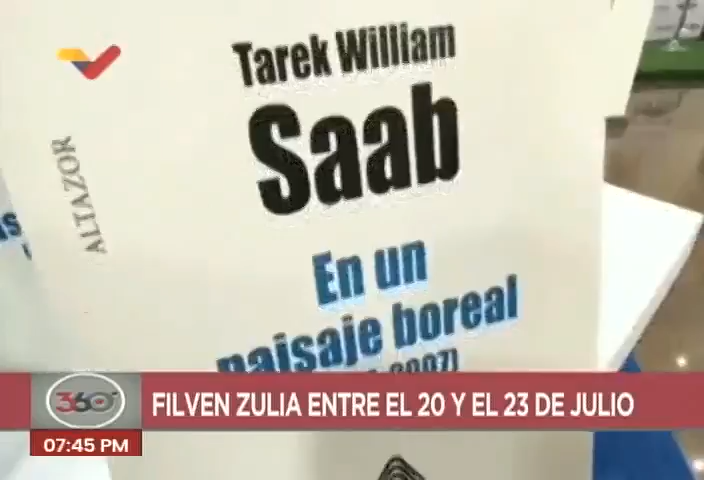 Tarek William
Saab
ALTAZOR
En un
paisaje boreal
2007)
360°
FILVEN ZULIA ENTRE EL 20 Y EL 23 DE JULIO
07:45 PM